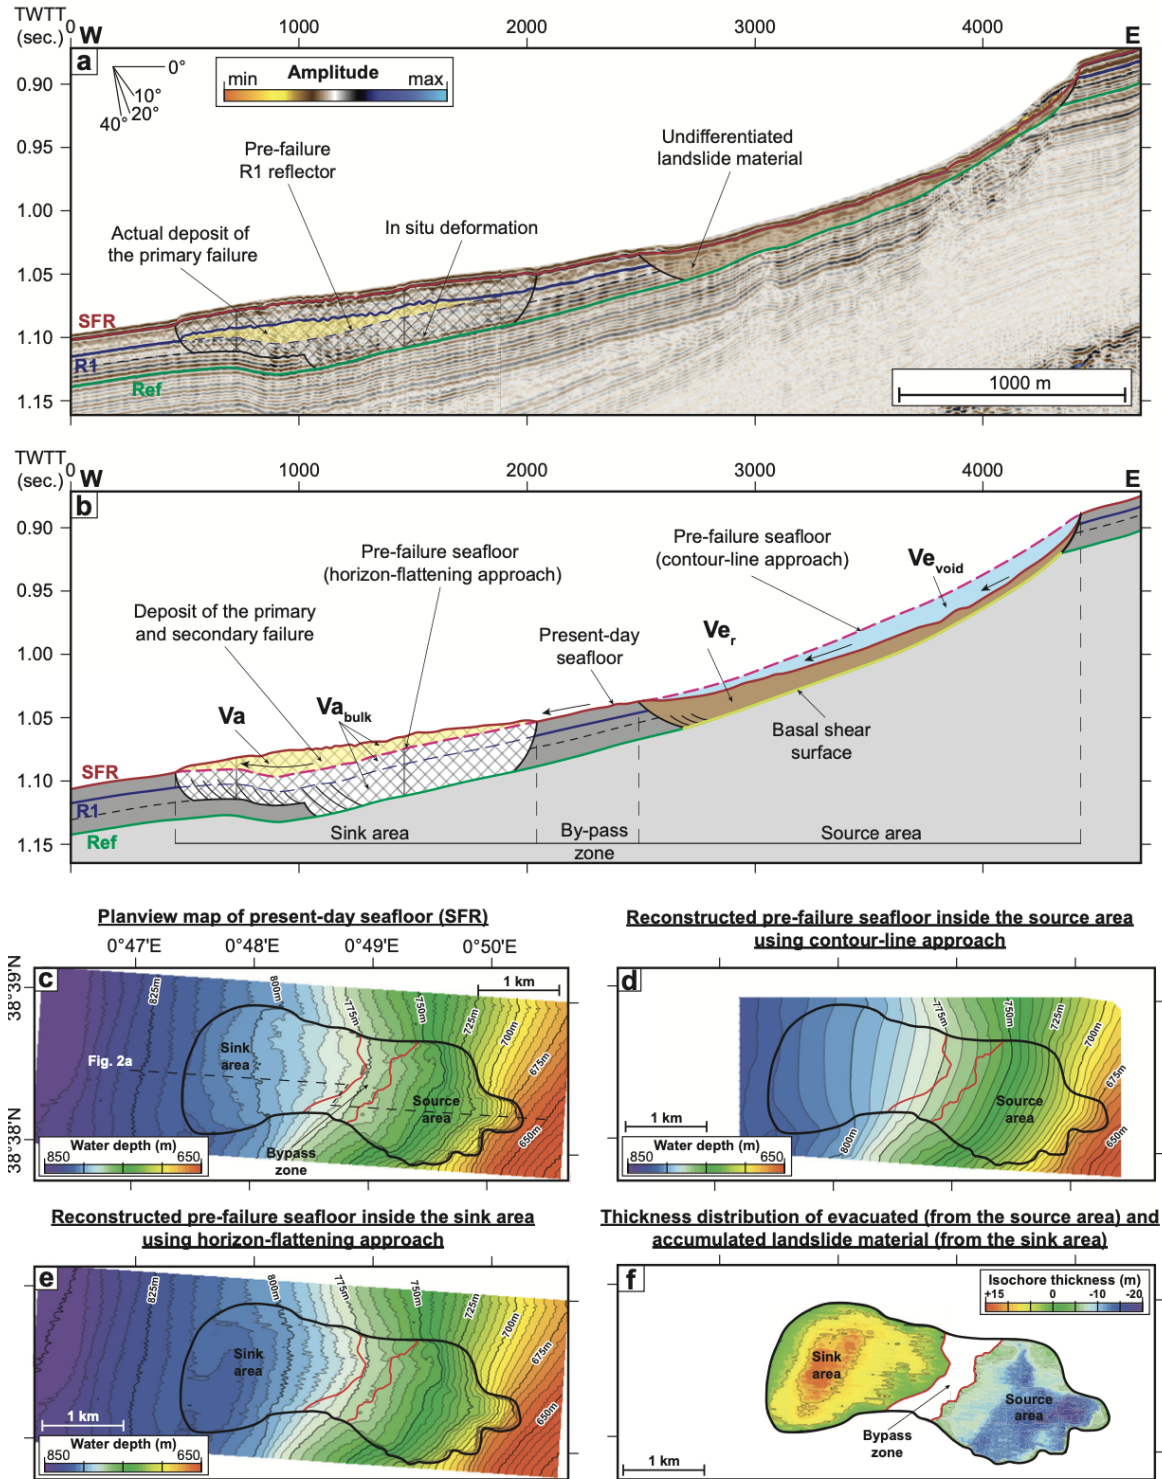 TWTT
(sec.)
0 W 1000 2000 3000 4000 E
a
0°
10°
20°
40°
min Amplitude max
0.90
0.95
1.00
1.05
1.10
1.15
Pre-failure
R1 reflector
Undifferentiated
landslide material
Actual deposit of
the primary failure
In situ deformation
SFR
R1
Ref
1000 m
TWTT
(sec.)
0 W 1000 2000 3000 4000 E
b
0.90
0.95
1.00
1.05
1.10
1.15
Pre-failure seafloor
(horizon-flattening approach)
Pre-failure seafloor
(contour-line approach)
Ve void
Deposit of the primary
and secondary failure
Present-day
seafloor
Ve r
Va
Va bulk
Basal shear
surface
SFR
R1
Ref
Sink area
By-pass
zone
Source area
Planview map of present-day seafloor (SFR)
0°47'E 0°48'E 0°49'E 0°50'E
38°39'N
38°38'N
c
1 km
825m
800m
775m
750m
725m
700m
675m
650m
Fig. 2a
Sink
area
Source
area
Bypass
zone
Water depth (m)
850 650
Reconstructed pre-failure seafloor inside the source area
using contour-line approach
d
775m
750m
725m
700m
675m
650m
800m
Source
area
1 km
Water depth (m)
850 650
Reconstructed pre-failure seafloor inside the sink area
using horizon-flattening approach
e
825m
800m
775m
750m
725m
700m
675m
650m
Sink
area
1 km
Water depth (m)
850 650
Thickness distribution of evacuated (from the source area) and
accumulated landslide material (from the sink area)
f
Isochore thickness (m)
+15 0 -10 -20
Sink
area
Source
area
Bypass
zone
1 km